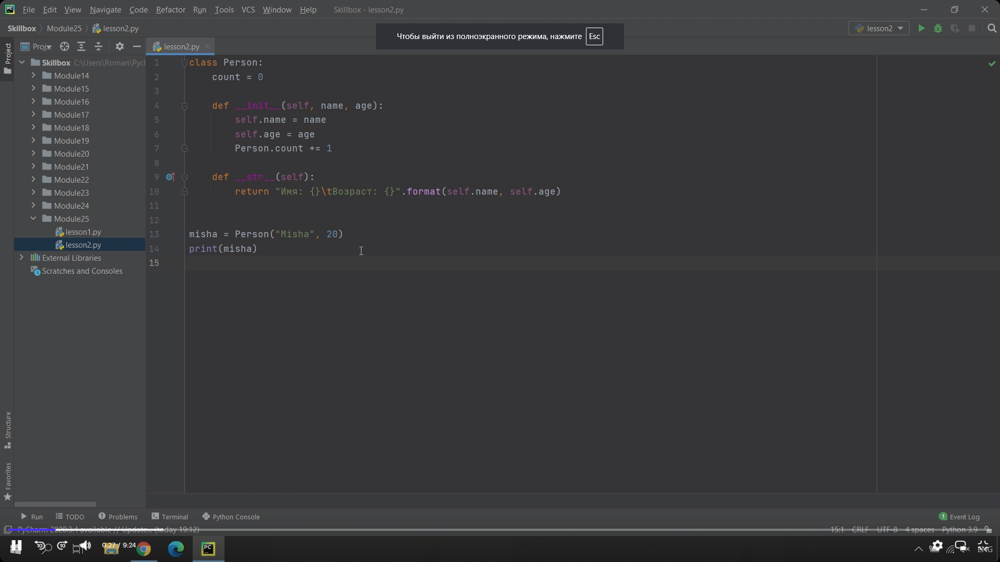 File Edit View Navigate Code Refactor Run Tools VCS Window Help Skillbox - lesson2.py
Skillbox Module25 lesson2.py
Чтобы выйти из полноэкранного режима, нажмите Esc
lesson2
Project
Proj
lesson2.py
Skillbox C:\Users\Roman\Pyc
Module14
Module15
Module16
Module17
Module18
Module19
Module20
Module21
Module22
Module23
Module24
Module25
lesson1.py
lesson2.py
External Libraries
Scratches and Consoles
1 class Person:
2 count = 0
3
4 def __init__(self, name, age):
5 self.name = name
6 self.age = age
7 Person.count += 1
8
9 def __str__(self):
10 return "Имя: {}\tВозраст: {}".format(self.name, self.age)
11
12
13 misha = Person("Misha", 20)
14 print(misha)
15
Structure
Favorites
Run TODO Problems Terminal Python Console 1 Event Log
PyCharm 2020.3.4 available // Update... (today 19:12) 15:1 CRLF UTF-8 4 spaces Python 3.9
10 10 0:27 / 9:24 PC ENG